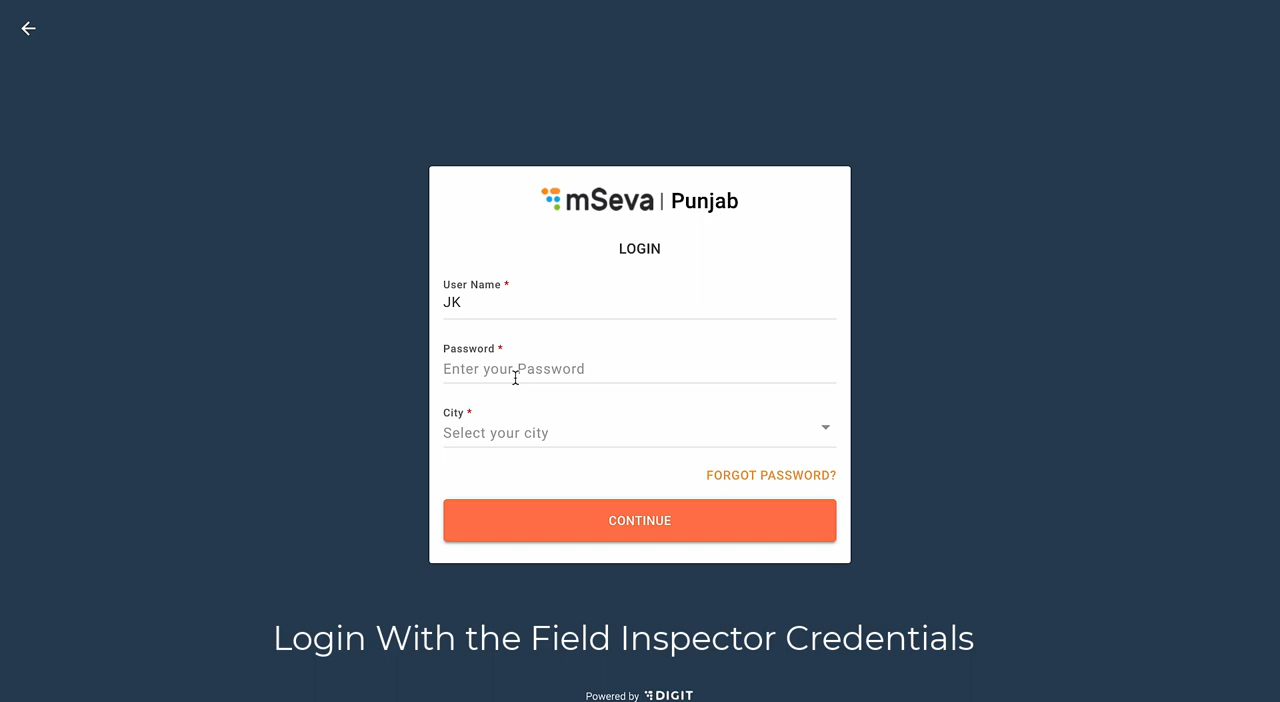 mSeva | Punjab
LOGIN
User Name *
JK
Password *
Enter your Password
City *
Select your city
FORGOT PASSWORD?
CONTINUE
Login With the Field Inspector Credentials
Powered by DIGIT